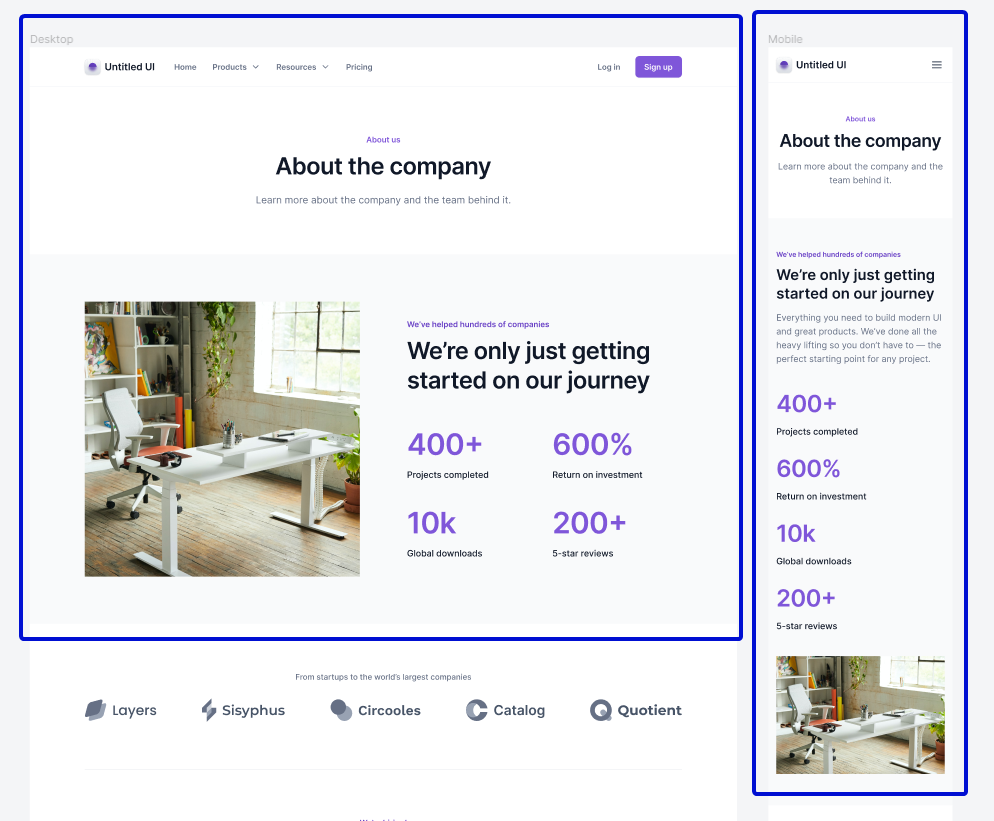 Desktop
Untitled UI
Home
Products
Resources
Pricing
Log in
Sign up
About us
About the company
Learn more about the company and the team behind it.
We've helped hundreds of companies
We're only just getting
started on our journey
400+
Projects completed
600%
Return on investment
10k
Global downloads
200+
5-star reviews
From startups to the world's largest companies
Layers
Sisyphus
Circooles
Catalog
Quotient
Mobile
Untitled UI
About us
About the company
Learn more about the company and the
team behind it.
We've helped hundreds of companies
We're only just getting
started on our journey
Everything you need to build modern UI
and great products. We've done all the
heavy lifting so you don't have to — the
perfect starting point for any project.
400+
Projects completed
600%
Return on investment
10k
Global downloads
200+
5-star reviews